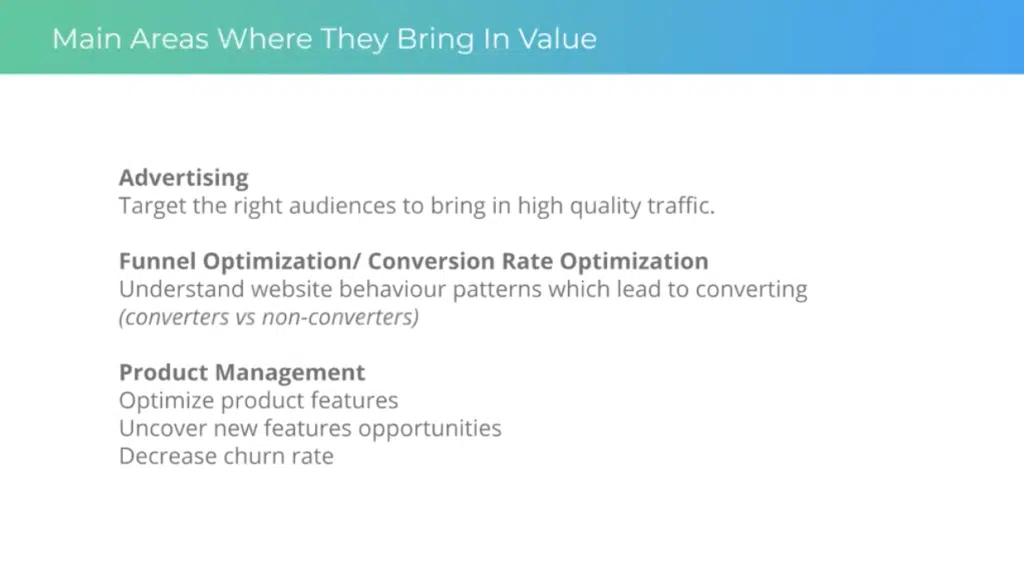 Main Areas Where They Bring In Value
Advertising
Target the right audiences to bring in high quality traffic.
Funnel Optimization/ Conversion Rate Optimization
Understand website behaviour patterns which lead to converting
(converters vs non-converters)
Product Management
Optimize product features
Uncover new features opportunities
Decrease churn rate